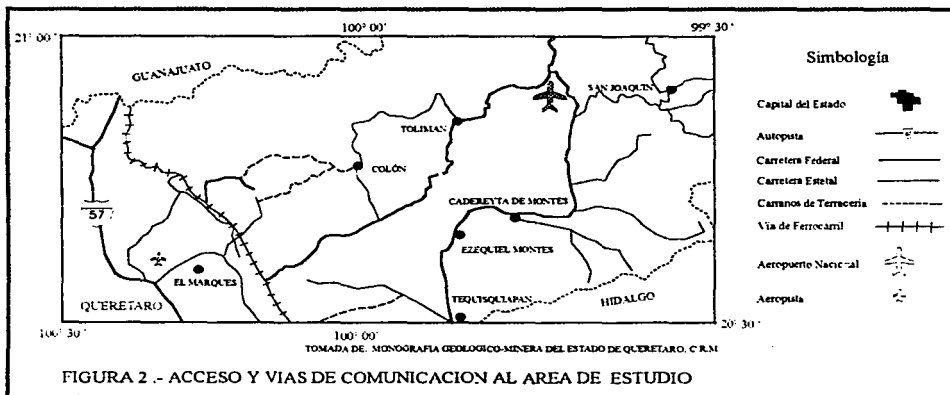 100° 00'
99° 30'
21° 00'
GUANAJUATO
SAN JOAQUIN
TOLIMAN
COLÓN
CADEREYTA DE MONTES
57
EZEQUIEL MONTES
EL MARQUES
TEQUISQUIAPAN
HIDALGO
QUERETARO
100° 30'
100° 00'
20° 30'
Simbología
Capital del Estado
Autopista
Carretera Federal
Carretera Estetal
Caminos de Terracería
Vía de Ferrocarril
Aeropuerto Nacional
Aeropista
TOMADA DE. MONOGRAFIA GEOLOGICO-MINERA DEL ESTADO DE QUERETARO, C R.M
FIGURA 2 .- ACCESO Y VIAS DE COMUNICACION AL AREA DE ESTUDIO